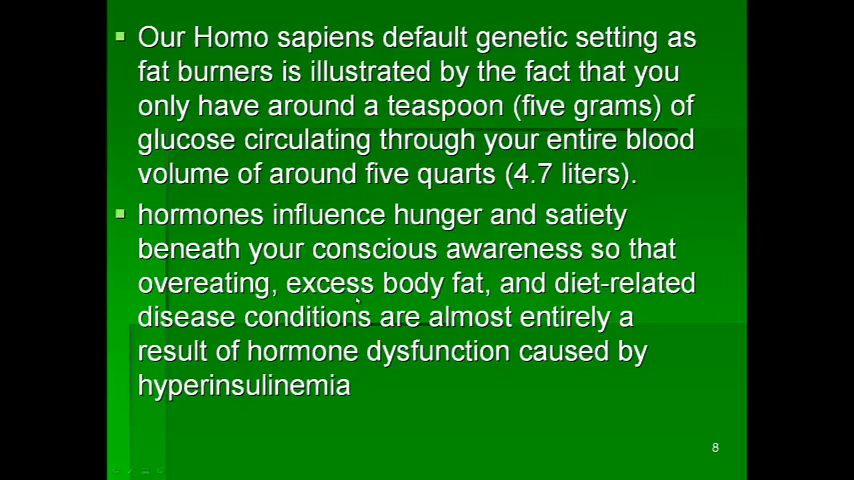 Our Homo sapiens default genetic setting as
fat burners is illustrated by the fact that you
only have around a teaspoon (five grams) of
glucose circulating through your entire blood
volume of around five quarts (4.7 liters).
hormones influence hunger and satiety
beneath your conscious awareness so that
overeating, excess body fat, and diet-related
disease conditions are almost entirely a
result of hormone dysfunction caused by
hyperinsulinemia
8